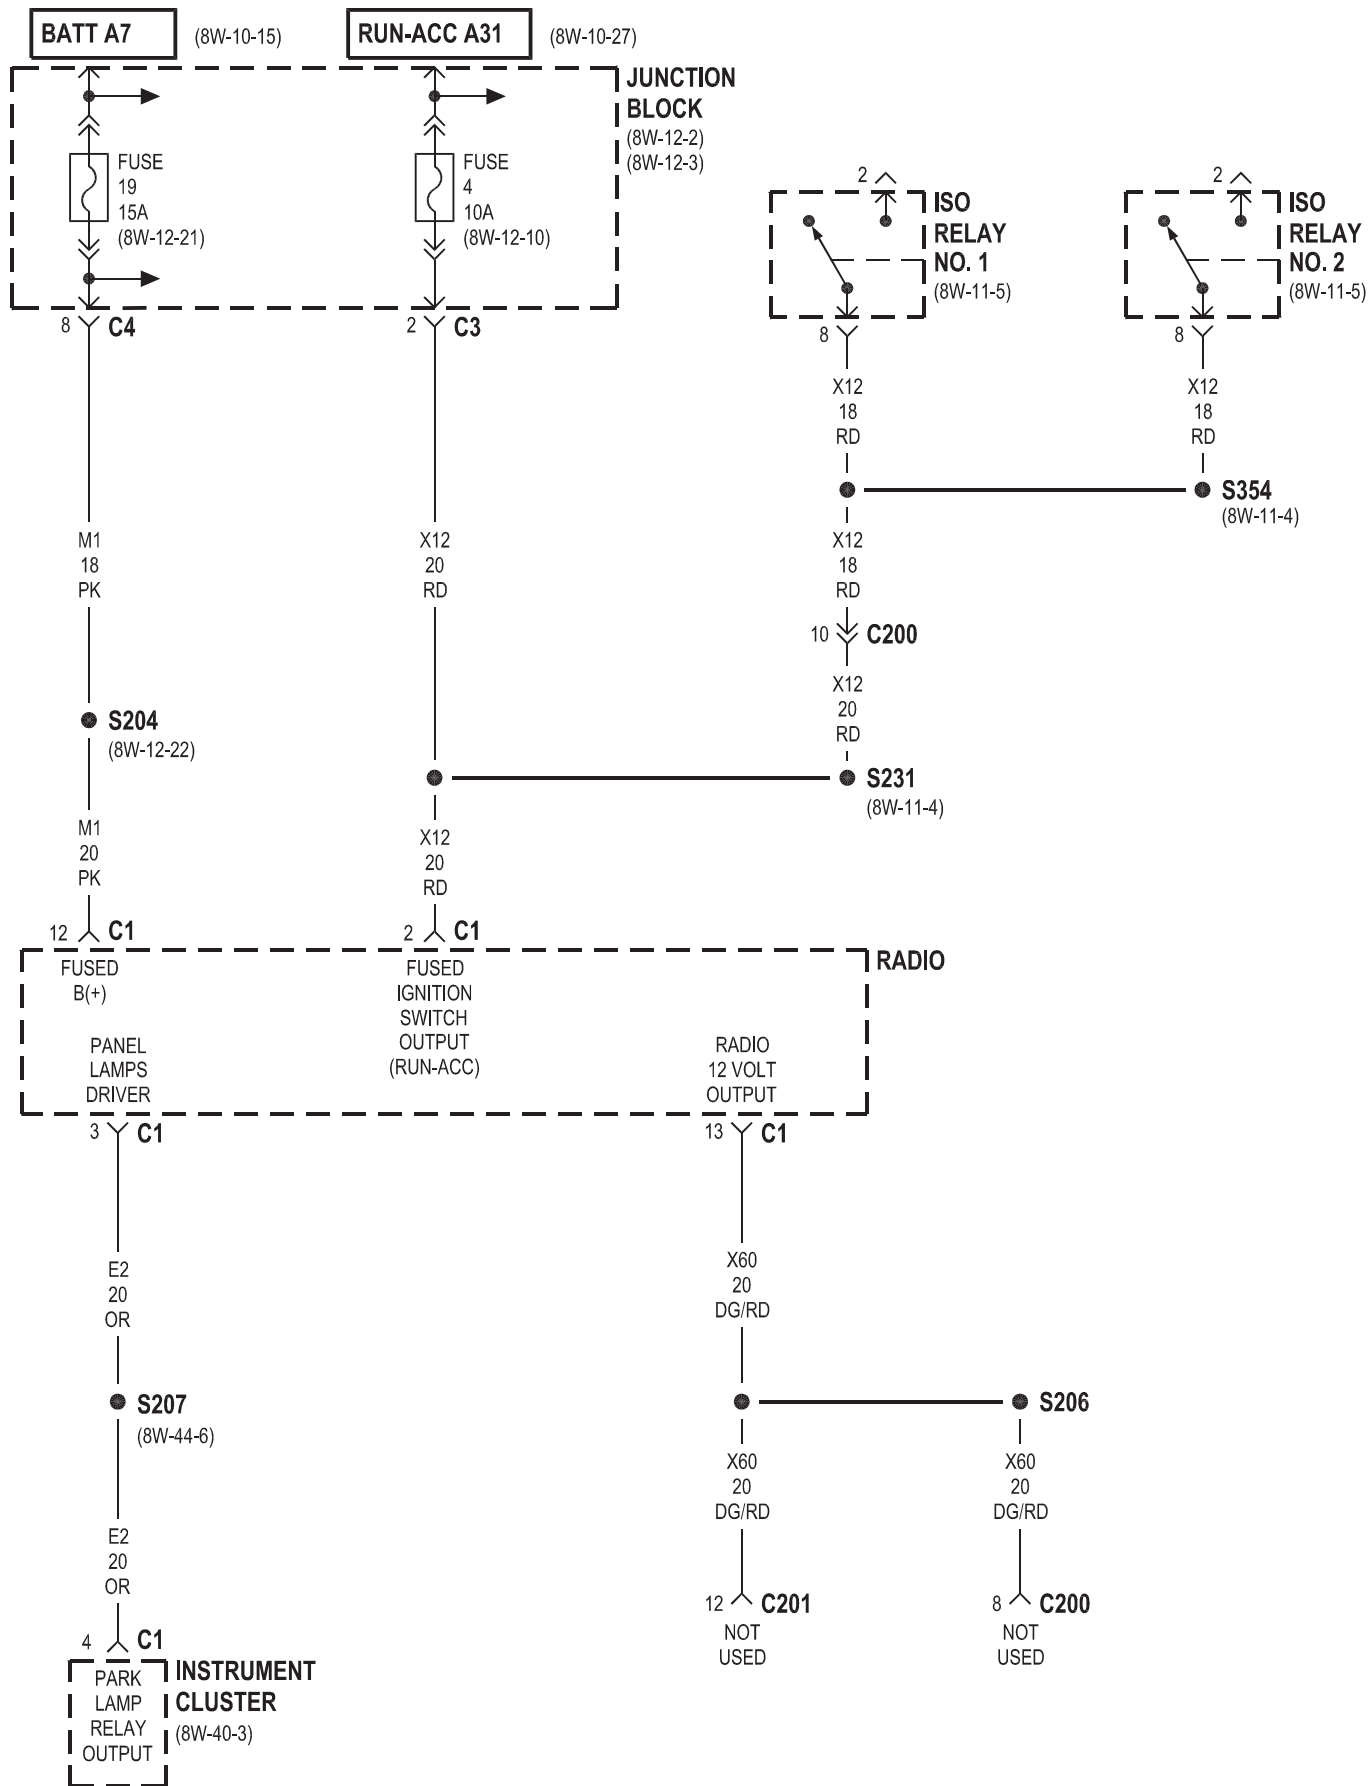 BATT A7 (8W-10-15)
RUN-ACC A31 (8W-10-27)
JUNCTION
BLOCK
(8W-12-2)
(8W-12-3)
FUSE
19
15A
(8W-12-21)
FUSE
4
10A
(8W-12-10)
2
ISO
RELAY
NO. 1
(8W-11-5)
2
ISO
RELAY
NO. 2
(8W-11-5)
8 C4
2 C3
8
8
X12
18
RD
X12
18
RD
S354
(8W-11-4)
M1
18
PK
X12
20
RD
X12
18
RD
10 C200
X12
20
RD
S204
(8W-12-22)
S231
(8W-11-4)
M1
20
PK
X12
20
RD
12 C1
2 C1
RADIO
FUSED
B(+)
FUSED
IGNITION
SWITCH
OUTPUT
(RUN-ACC)
PANEL
LAMPS
DRIVER
RADIO
12 VOLT
OUTPUT
3 C1
13 C1
E2
20
OR
X60
20
DG/RD
S207
(8W-44-6)
S206
X60
20
DG/RD
X60
20
DG/RD
E2
20
OR
12 C201
NOT
USED
8 C200
NOT
USED
4 C1
PARK
LAMP
RELAY
OUTPUT
INSTRUMENT
CLUSTER
(8W-40-3)